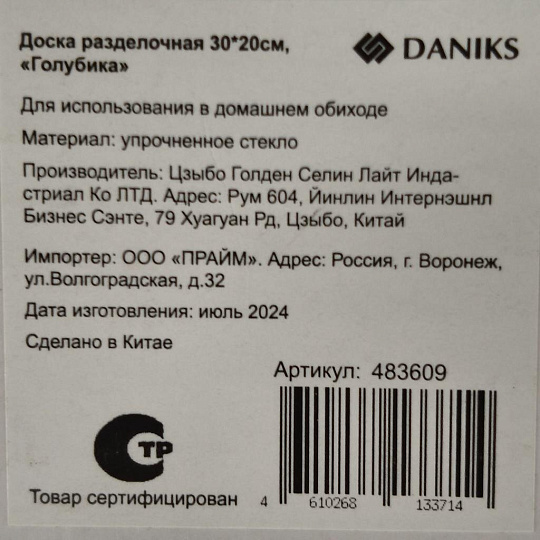 Доска разделочная 30*20см,
«Голубика»
DANIKS
Для использования в домашнем обиходе
Материал: упрочненное стекло
Производитель: Цзыбо Голден Селин Лайт Инда-
стриал Ко ЛТД. Адрес: Рум 604, Йинлин Интернэшнл
Бизнес Сэнте, 79 Хуагуан Рд, Цзыбо, Китай
Импортер: ООО «ПРАЙМ». Адрес: Россия, г. Воронеж,
ул.Волгоградская, д.32
Дата изготовления: июль 2024
Сделано в Китае
Артикул: 483609
ТР
Товар сертифицирован
4 610268 133714